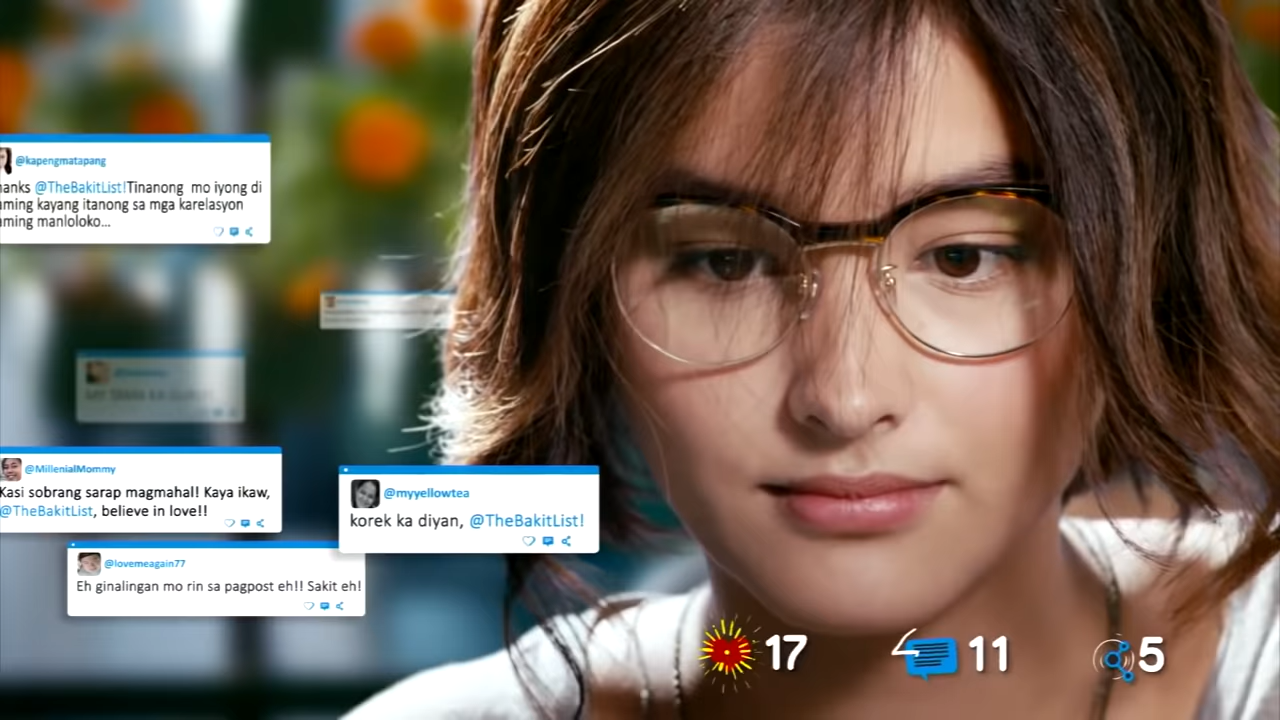 @kapengmatapang
hanks @TheBakitList!Tinanong mo iyong di
aming kayang itanong sa mga karelasyon
aming manloloko...
@MillenialMommy
Kasi sobrang sarap magmahal! Kaya ikaw,
@TheBakitList, believe in love!!
@myyellowtea
korek ka diyan, @TheBakitList!
@lovemeagain77
Eh ginalingan mo rin sa pagpost eh!! Sakit eh!
17 11 5